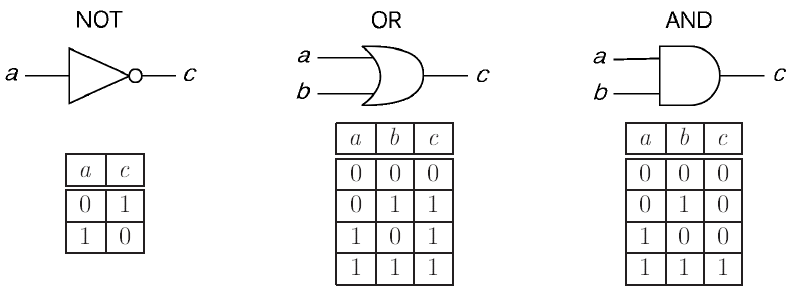 NOT OR AND
a c
a b c
a b c
a c
0 1
1 0
a b c
0 0 0
0 1 1
1 0 1
1 1 1
a b c
0 0 0
0 1 0
1 0 0
1 1 1